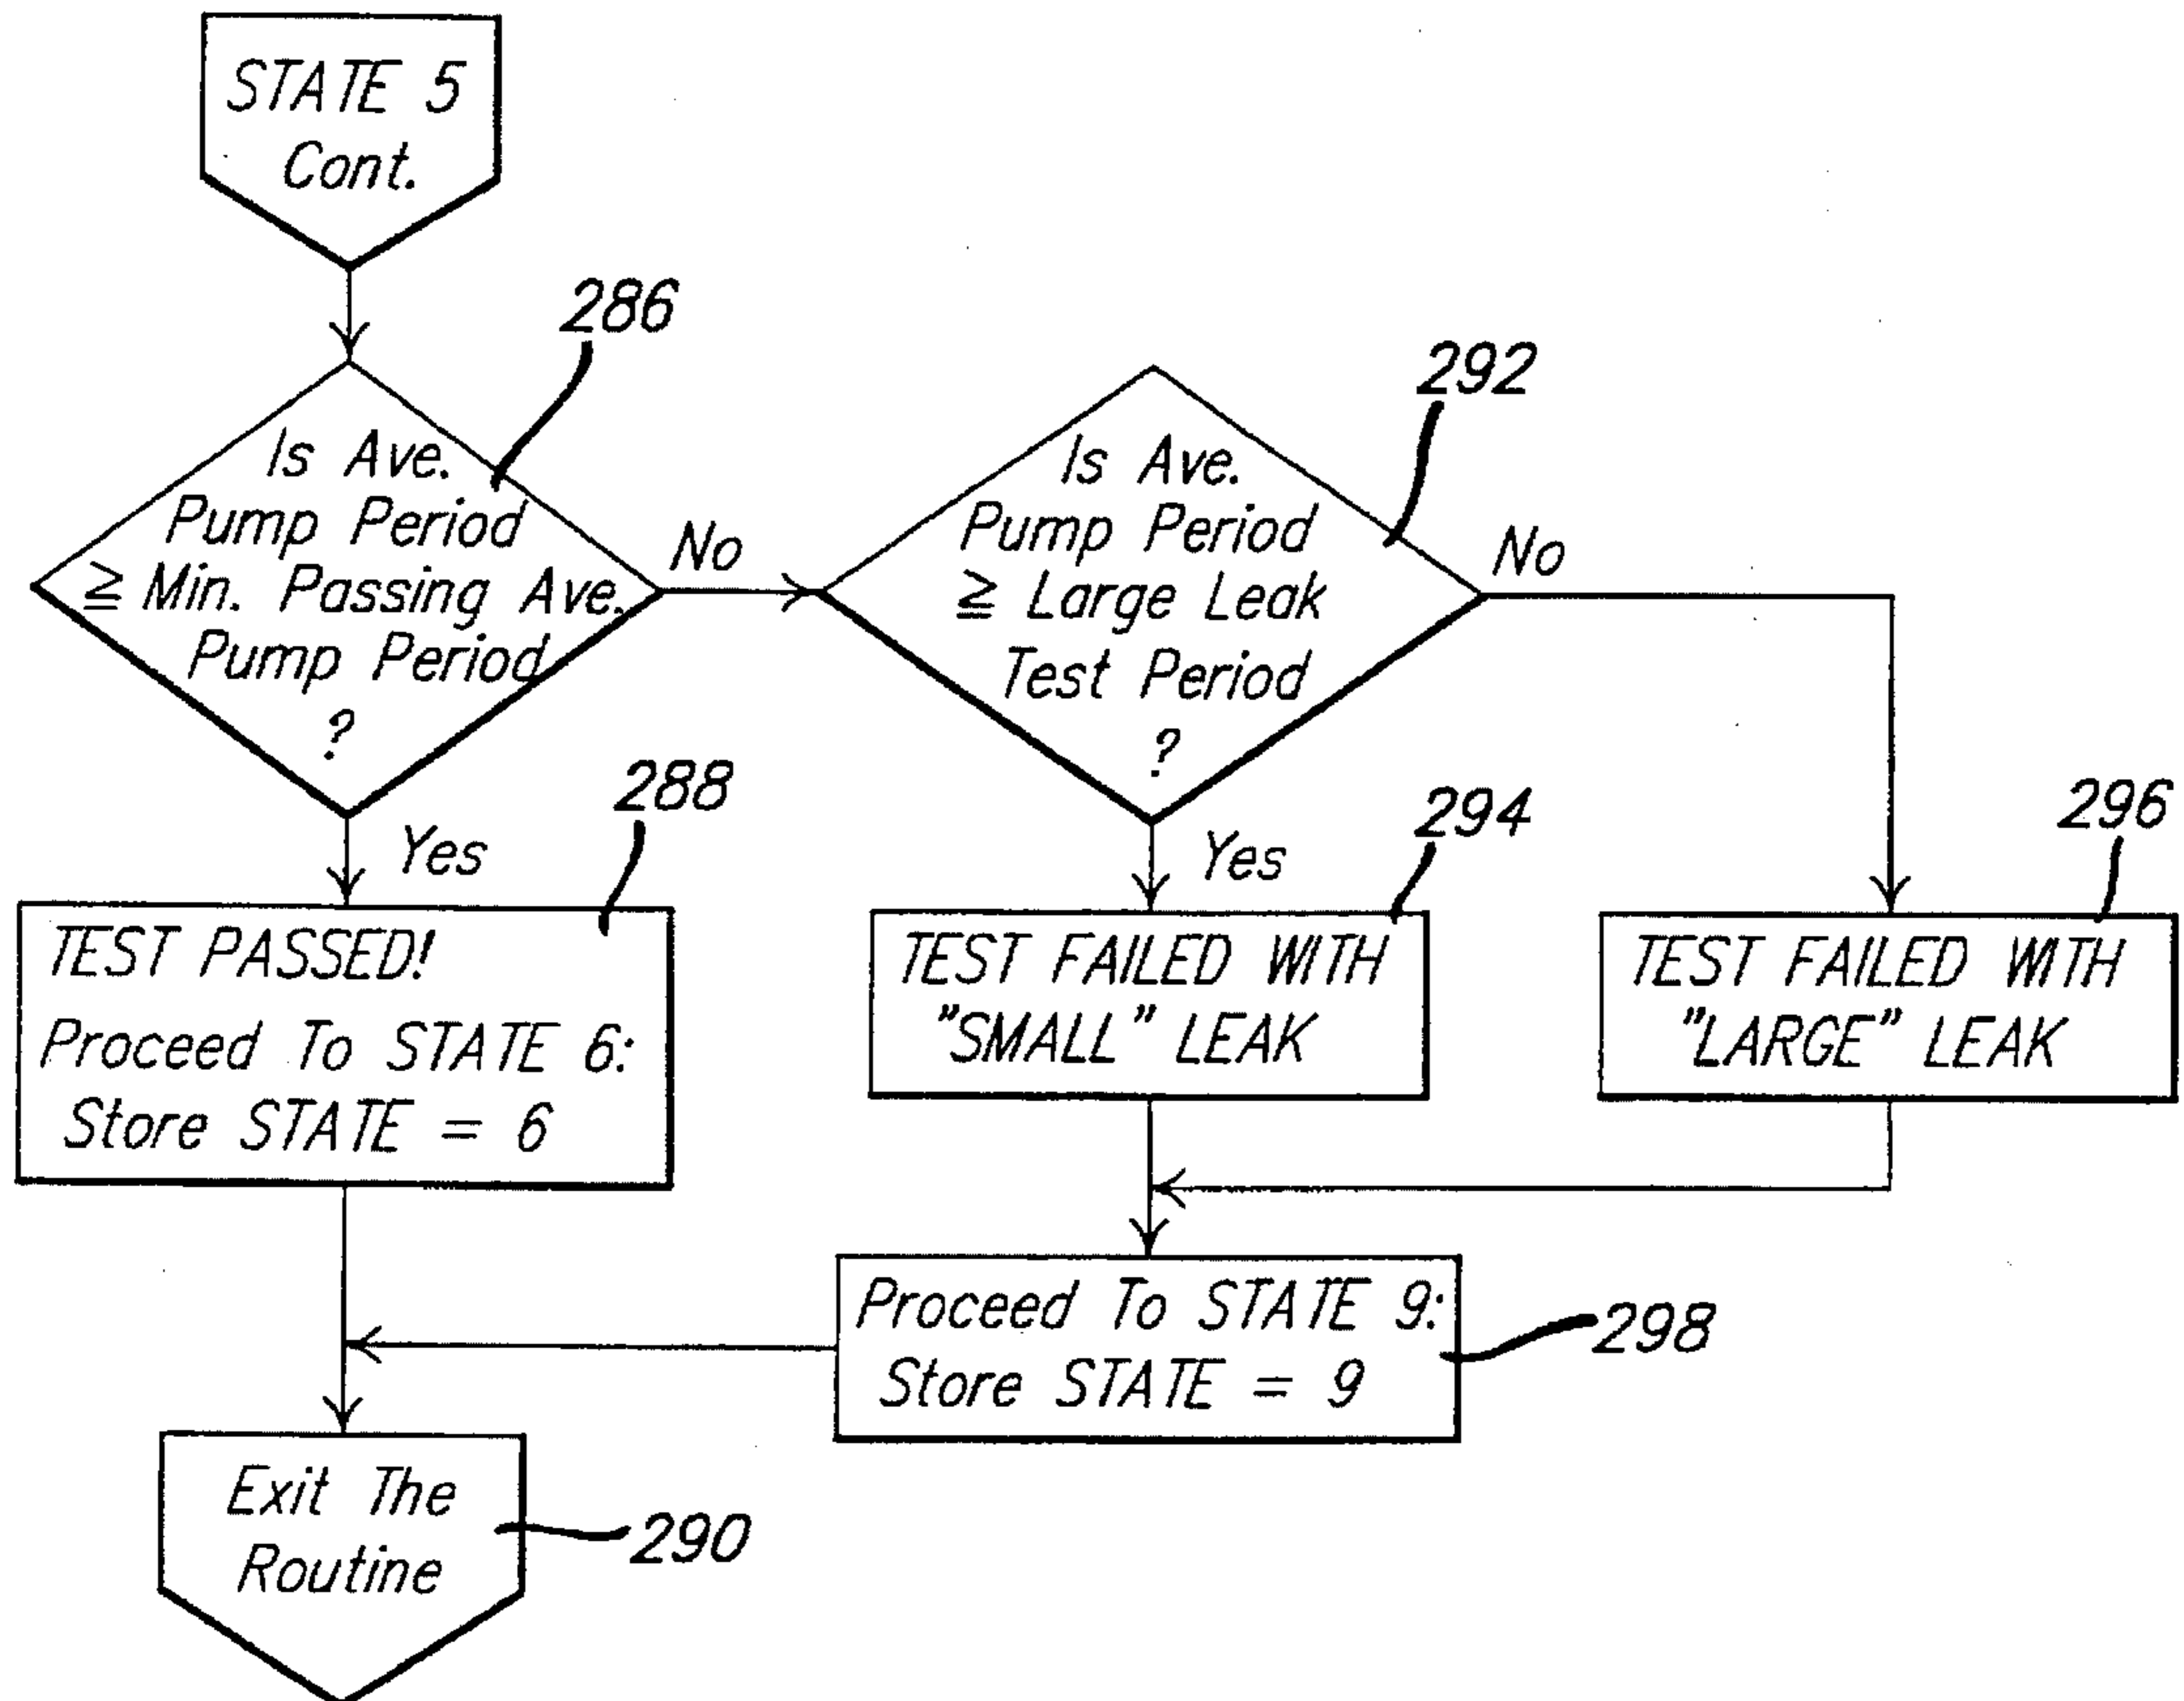 STATE 5
Cont.
286
Is Ave.
Pump Period
≧ Min. Passing Ave.
Pump Period
?
No
292
Is Ave.
Pump Period
≧ Large Leak
Test Period
?
No
Yes
288
TEST PASSED!
Proceed To STATE 6:
Store STATE = 6
Yes
294
TEST FAILED WITH
"SMALL" LEAK
296
TEST FAILED WITH
"LARGE" LEAK
Proceed To STATE 9:
Store STATE = 9
298
Exit The
Routine
290